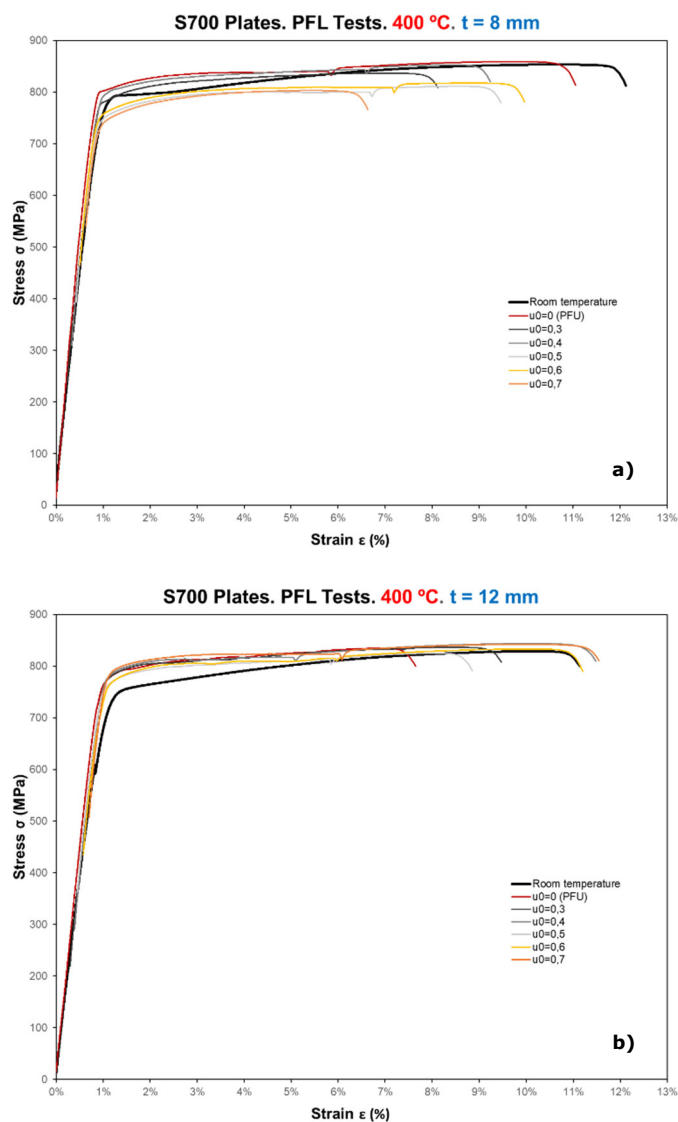 S700 Plates. PFL Tests. 400 ºC. t = 8 mm
900
800
700
600
500
400
300
200
100
0
Stress σ (MPa)
Room temperature
u0=0 (PFU)
u0=0,3
u0=0,4
u0=0,5
u0=0,6
u0=0,7
a)
0% 1% 2% 3% 4% 5% 6% 7% 8% 9% 10% 11% 12% 13%
Strain ε (%)
S700 Plates. PFL Tests. 400 ºC. t = 12 mm
900
800
700
600
500
400
300
200
100
0
Stress σ (MPa)
Room temperature
u0=0 (PFU)
u0=0,3
u0=0,4
u0=0,5
u0=0,6
u0=0,7
b)
0% 1% 2% 3% 4% 5% 6% 7% 8% 9% 10% 11% 12% 13%
Strain ε (%)